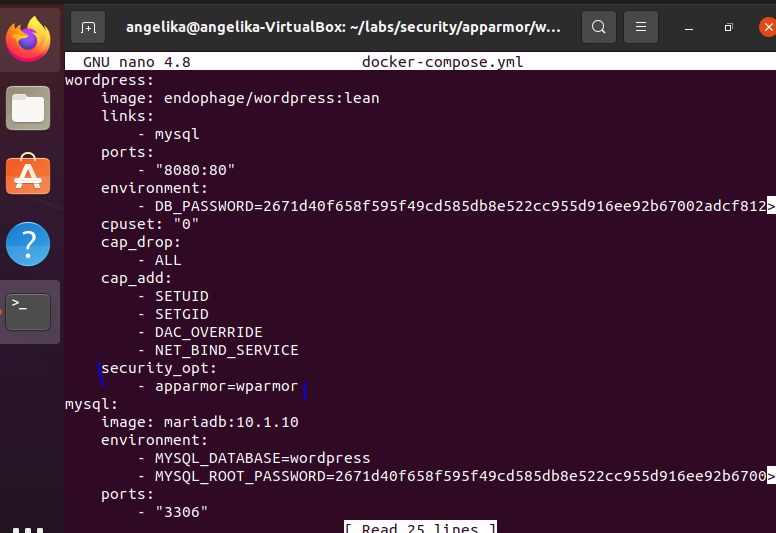 angelika@angelika-VirtualBox: ~/labs/security/apparmor/w...
GNU nano 4.8 docker-compose.yml
wordpress:
    image: endophage/wordpress:lean
    links:
        - mysql
    ports:
        - "8080:80"
    environment:
        - DB_PASSWORD=2671d40f658f595f49cd585db8e522cc955d916ee92b67002adcf812>
    cpuset: "0"
    cap_drop:
        - ALL
    cap_add:
        - SETUID
        - SETGID
        - DAC_OVERRIDE
        - NET_BIND_SERVICE
    security_opt:
        - apparmor=wparmor
mysql:
    image: mariadb:10.1.10
    environment:
        - MYSQL_DATABASE=wordpress
        - MYSQL_ROOT_PASSWORD=2671d40f658f595f49cd585db8e522cc955d916ee92b6700>
    ports:
        - "3306"
[ Read 25 lines ]